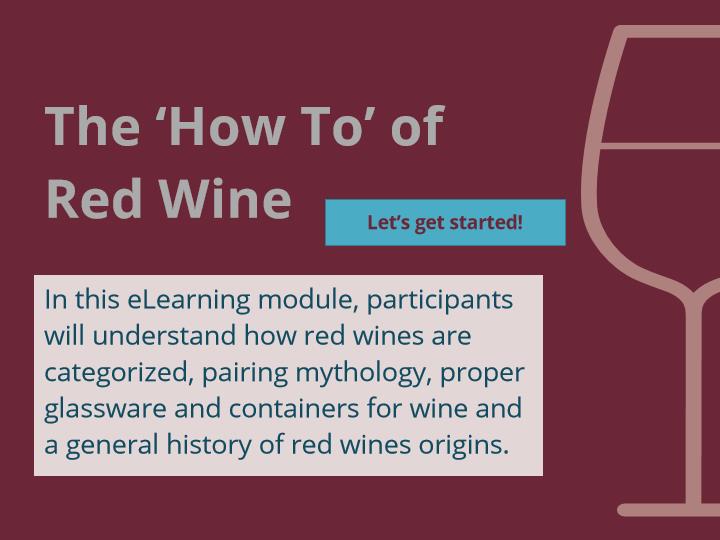 The ‘How To’ of
Red Wine
Let’s get started!
In this eLearning module, participants
will understand how red wines are
categorized, pairing mythology, proper
glassware and containers for wine and
a general history of red wines origins.